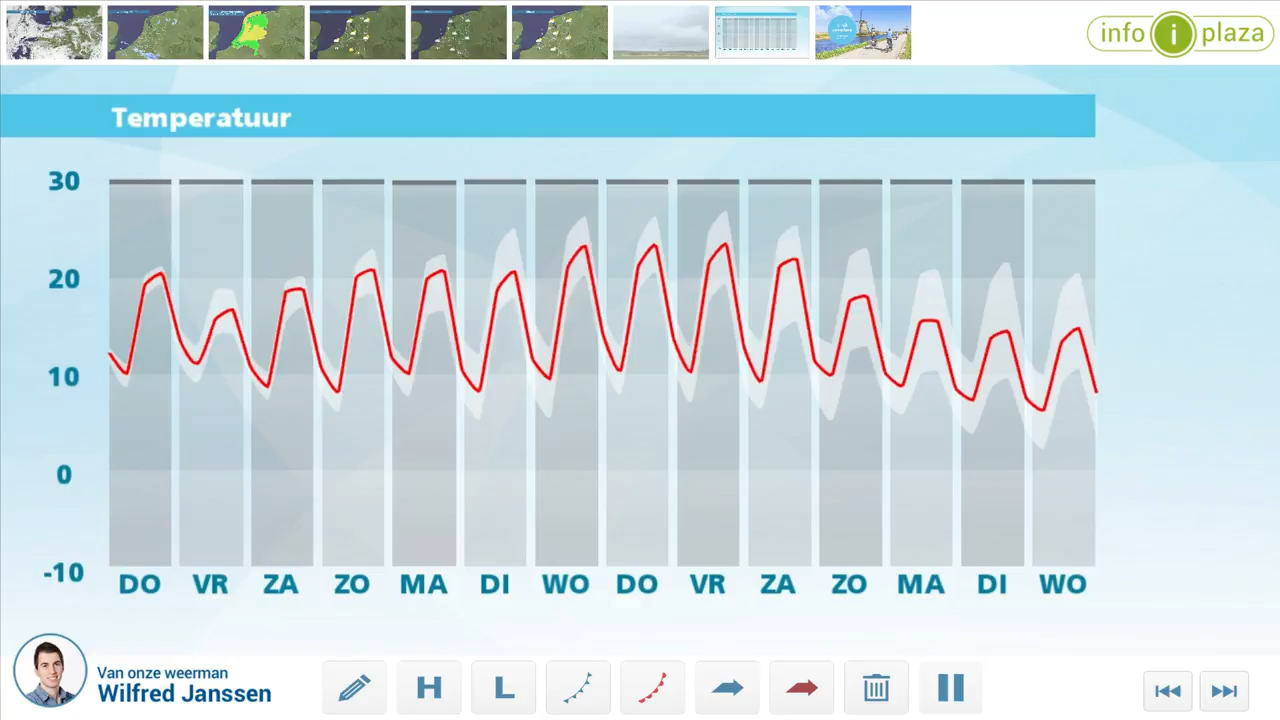 info i plaza
Temperatuur
30
20
10
0
-10
DO VR ZA ZO MA DI WO DO VR ZA ZO MA DI WO
Van onze weerman
Wilfred Janssen
H L